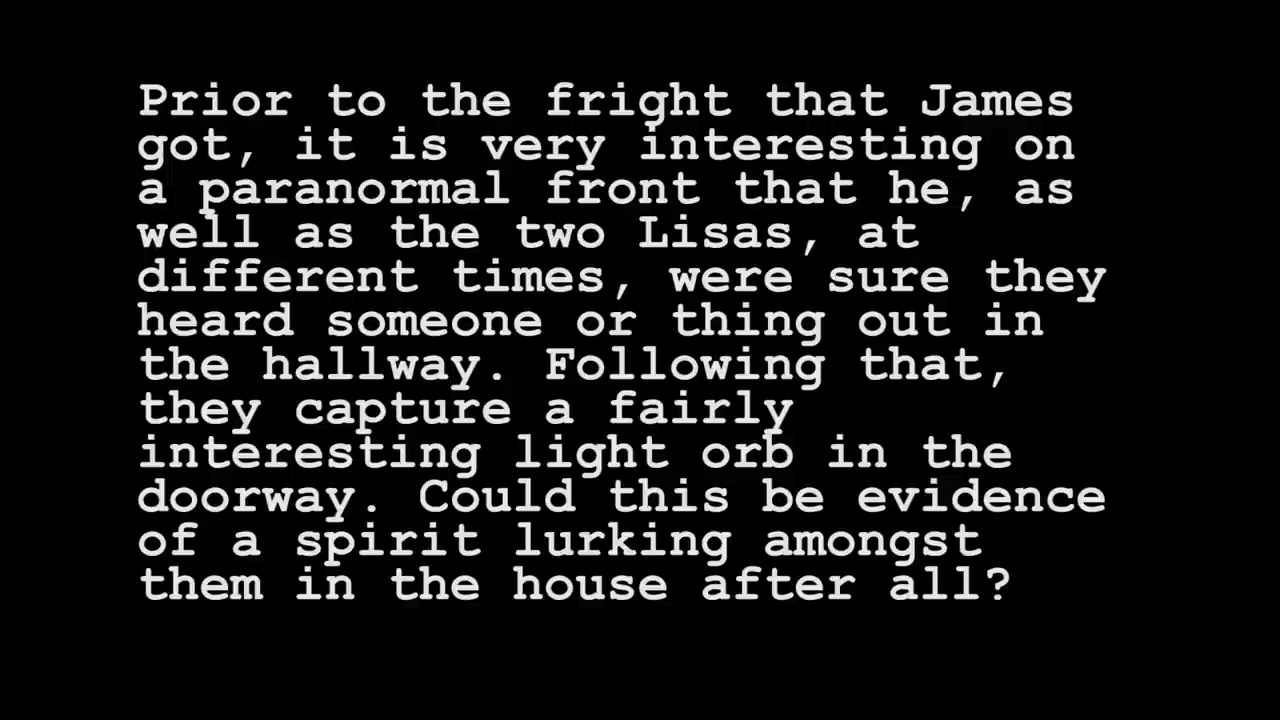 Prior to the fright that James
got, it is very interesting on
a paranormal front that he, as
well as the two Lisas, at
different times, were sure they
heard someone or thing out in
the hallway. Following that,
they capture a fairly
interesting light orb in the
doorway. Could this be evidence
of a spirit lurking amongst
them in the house after all?